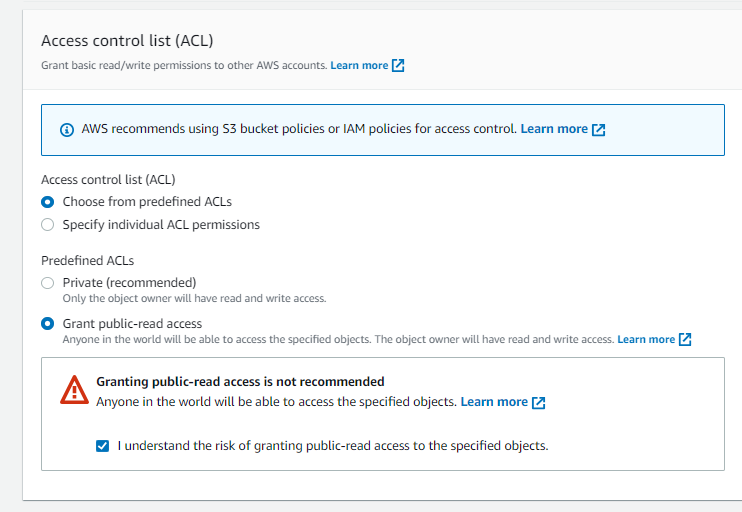 Access control list (ACL)
Grant basic read/write permissions to other AWS accounts. Learn more
AWS recommends using S3 bucket policies or IAM policies for access control. Learn more
Access control list (ACL)
Choose from predefined ACLs
Specify individual ACL permissions
Predefined ACLs
Private (recommended)
Only the object owner will have read and write access.
Grant public-read access
Anyone in the world will be able to access the specified objects. The object owner will have read and write access. Learn more
Granting public-read access is not recommended
Anyone in the world will be able to access the specified objects. Learn more
I understand the risk of granting public-read access to the specified objects.